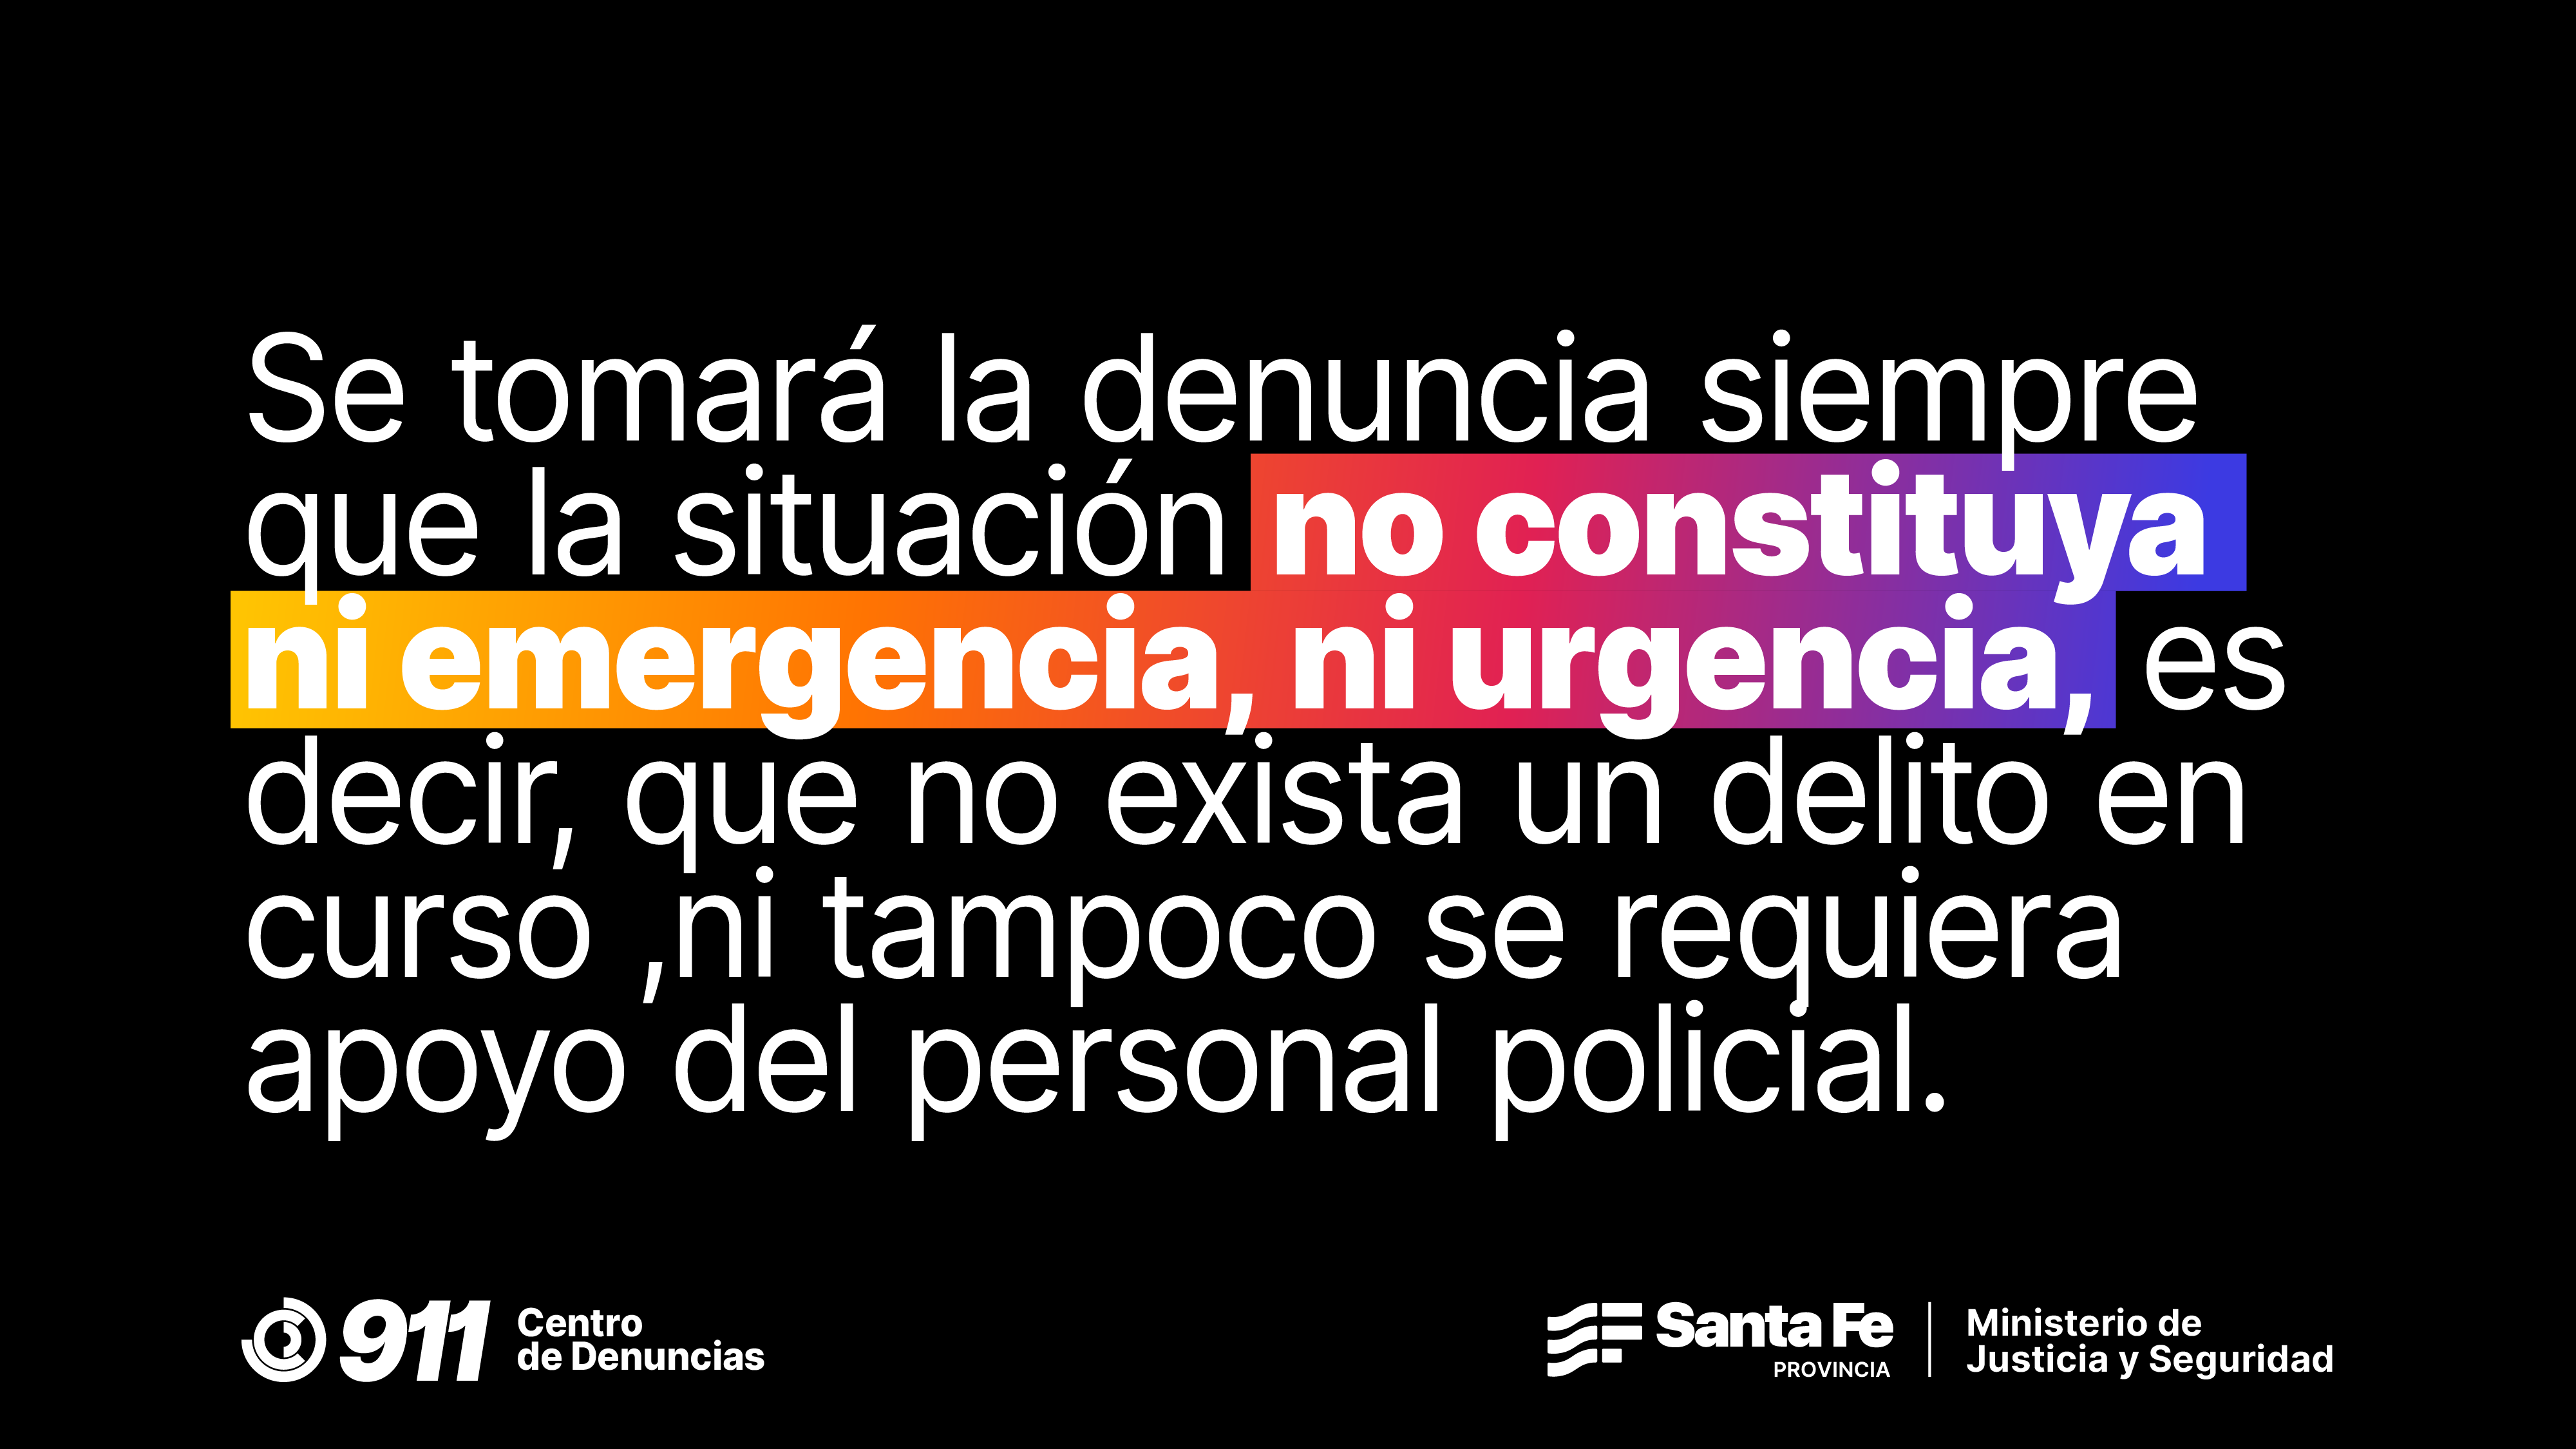 Se tomará la denuncia siempre
que la situación no constituya
ni emergencia, ni urgencia, es
decir, que no exista un delito en
curso ,ni tampoco se requiera
apoyo del personal policial.
911 Centro
de Denuncias
Santa Fe
PROVINCIA
Ministerio de
Justicia y Seguridad